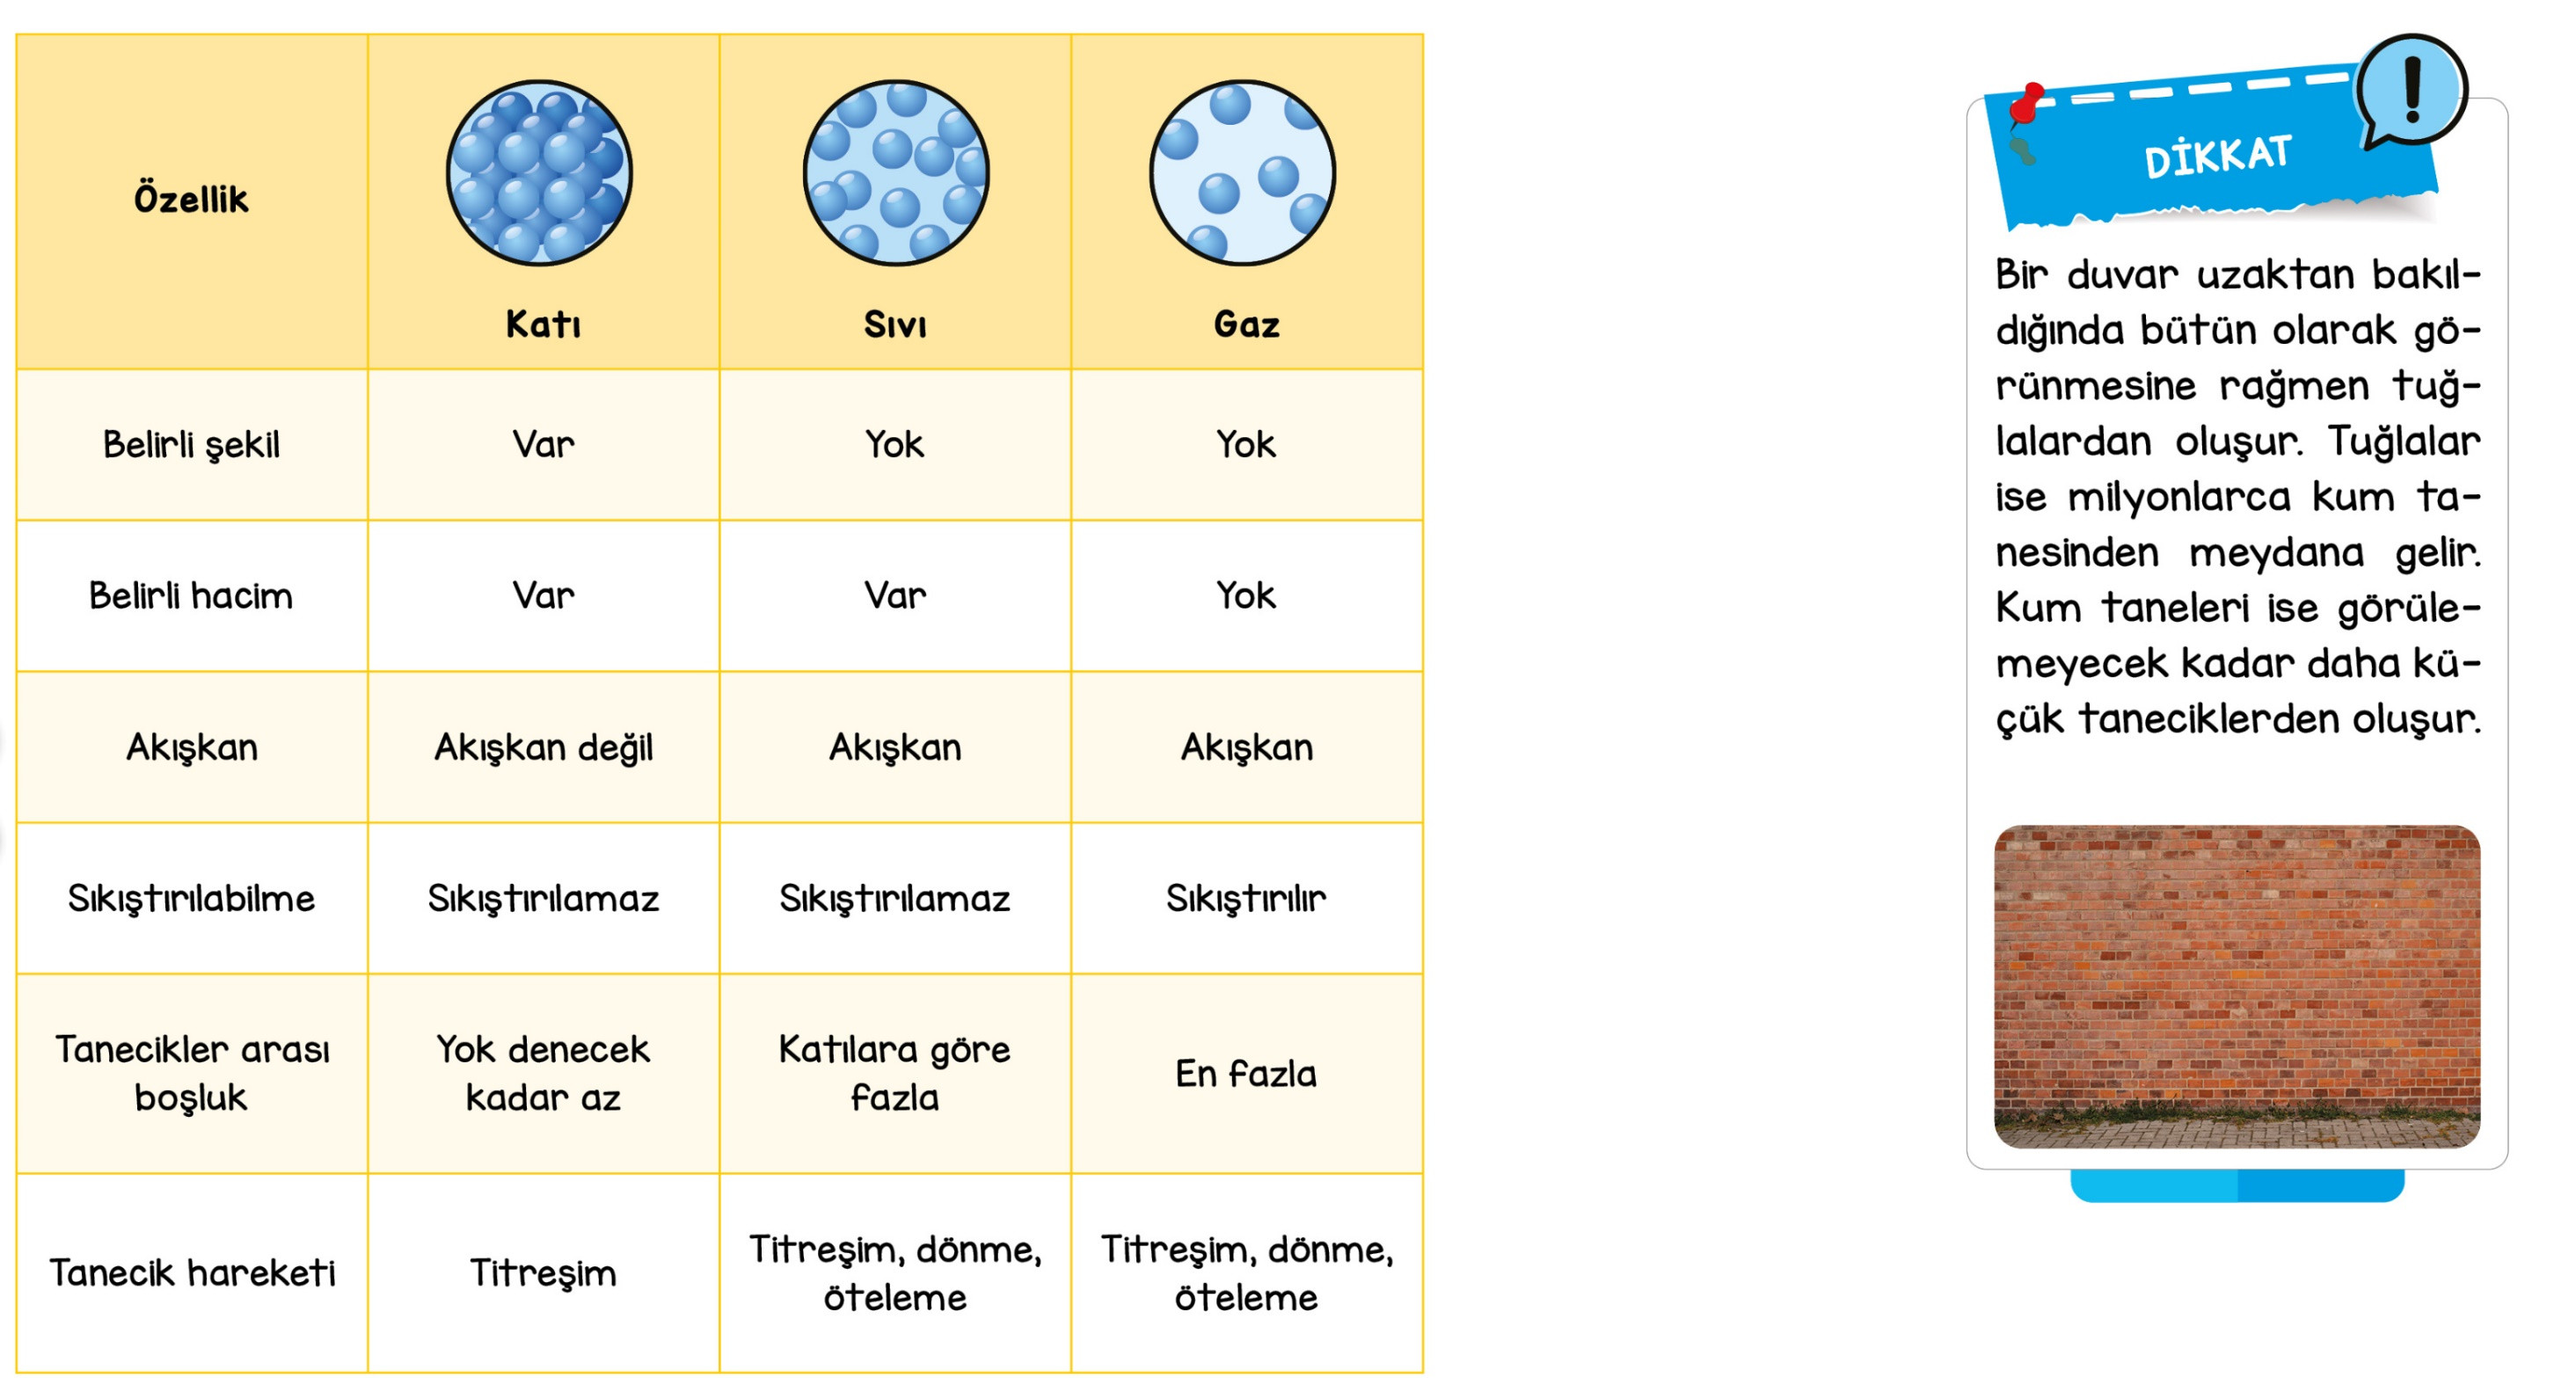 Özellik
Katı
Sıvı
Gaz
Belirli şekil
Var
Yok
Yok
Belirli hacim
Var
Var
Yok
Akışkan
Akışkan değil
Akışkan
Akışkan
Sıkıştırılabilme
Sıkıştırılamaz
Sıkıştırılamaz
Sıkıştırılır
Tanecikler arası
boşluk
Yok denecek
kadar az
Katılara göre
fazla
En fazla
Tanecik hareketi
Titreşim
Titreşim, dönme,
öteleme
Titreşim, dönme,
öteleme
!
DİKKAT
Bir duvar uzaktan bakıl-
dığında bütün olarak gö-
rünmesine rağmen tuğ-
lalardan oluşur. Tuğlalar
ise milyonlarca kum ta-
nesinden meydana gelir.
Kum taneleri ise görüle-
meyecek kadar daha kü-
çük taneciklerden oluşur.